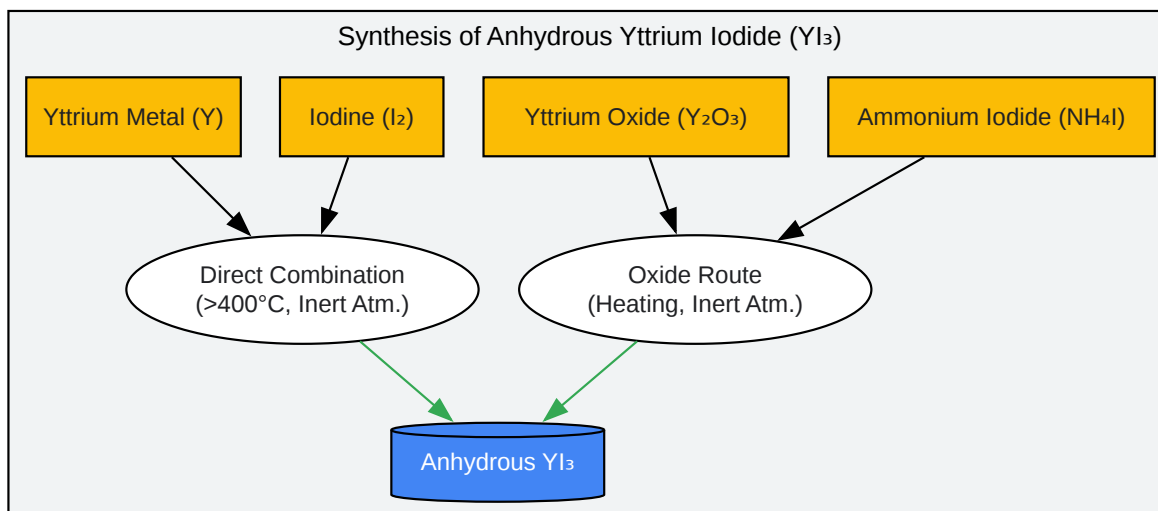 Synthesis of Anhydrous Yttrium Iodide (YI₃)
Yttrium Metal (Y)
Iodine (I₂)
Yttrium Oxide (Y₂O₃)
Ammonium Iodide (NH₄I)
Direct Combination
(>400°C, Inert Atm.)
Oxide Route
(Heating, Inert Atm.)
Anhydrous YI₃